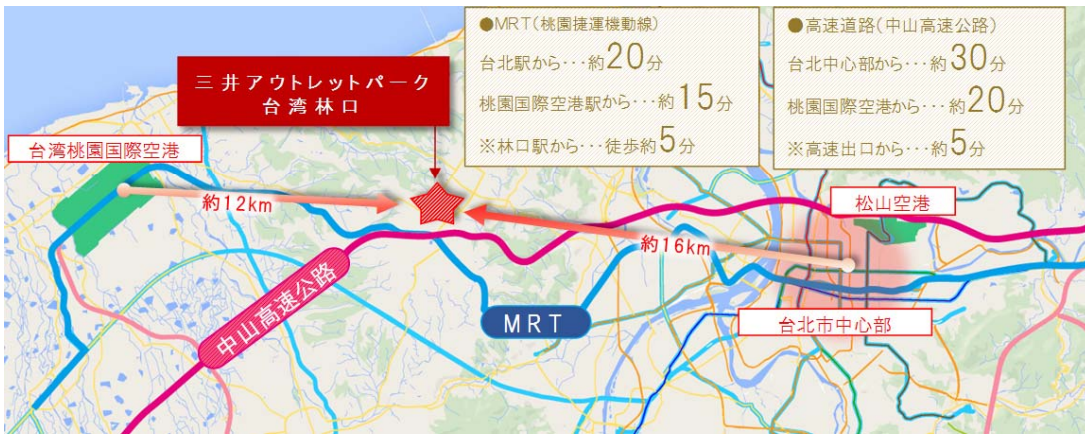 ●MRT(桃園捷運機動線)
台北駅から･･･約20分
桃園国際空港駅から･･･約15分
※林口駅から･･･徒歩約5分
●高速道路(中山高速公路)
台北中心部から･･･約30分
桃園国際空港から･･･約20分
※高速出口から･･･約5分
三井アウトレットパーク
台湾林口
台湾桃園国際空港
約12km
松山空港
約16km
中山高速公路
MRT
台北市中心部